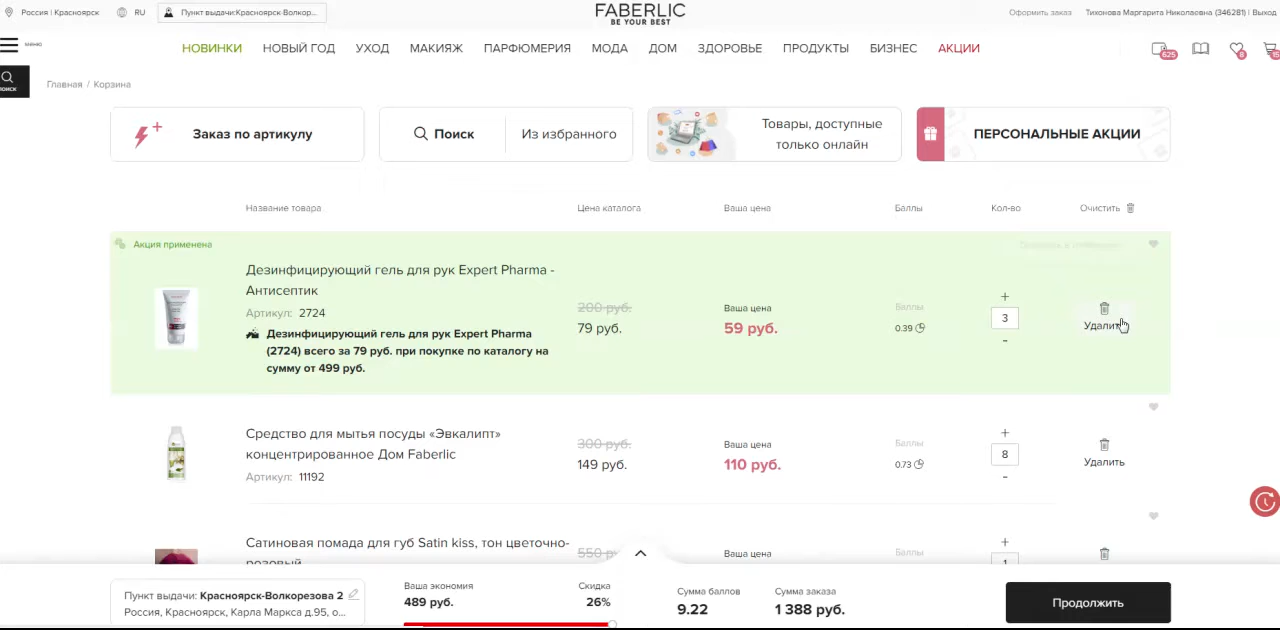 Россия | Красноярск
RU
Пункт выдачи:Красноярск-Волкор...
FABERLIC
BE YOUR BEST
Оформить заказ
Тихонова Маргарита Николаевна (346281) | Выход
МЕНЮ
НОВИНКИ
НОВЫЙ ГОД
УХОД
МАКИЯЖ
ПАРФЮМЕРИЯ
МОДА
ДОМ
ЗДОРОВЬЕ
ПРОДУКТЫ
БИЗНЕС
АКЦИИ
625
8
15
ПОИСК
Главная / Корзина
Заказ по артикулу
Поиск
Из избранного
Товары, доступные
только онлайн
ПЕРСОНАЛЬНЫЕ АКЦИИ
Название товара
Цена каталога
Ваша цена
Баллы
Кол-во
Очистить
Акция применена
Дезинфицирующий гель для рук Expert Pharma -
Антисептик
Артикул: 2724
Дезинфицирующий гель для рук Expert Pharma
(2724) всего за 79 руб. при покупке по каталогу на
сумму от 499 руб.
200 руб.
79 руб.
Ваша цена
59 руб.
Баллы
0.39
+
3
-
Удалить
Средство для мытья посуды «Эвкалипт»
концентрированное Дом Faberlic
Артикул: 11192
300 руб.
149 руб.
Ваша цена
110 руб.
Баллы
0.73
+
8
-
Удалить
Сатиновая помада для губ Satin kiss, тон цветочно-
розовый
550 р
Ваша цена
Баллы
+
1
Пункт выдачи: Красноярск-Волкорезова 2
Россия, Красноярск, Карла Маркса д.95, о...
Ваша экономия
489 руб.
Скидка
26%
Сумма баллов
9.22
Сумма заказа
1 388 руб.
Продолжить